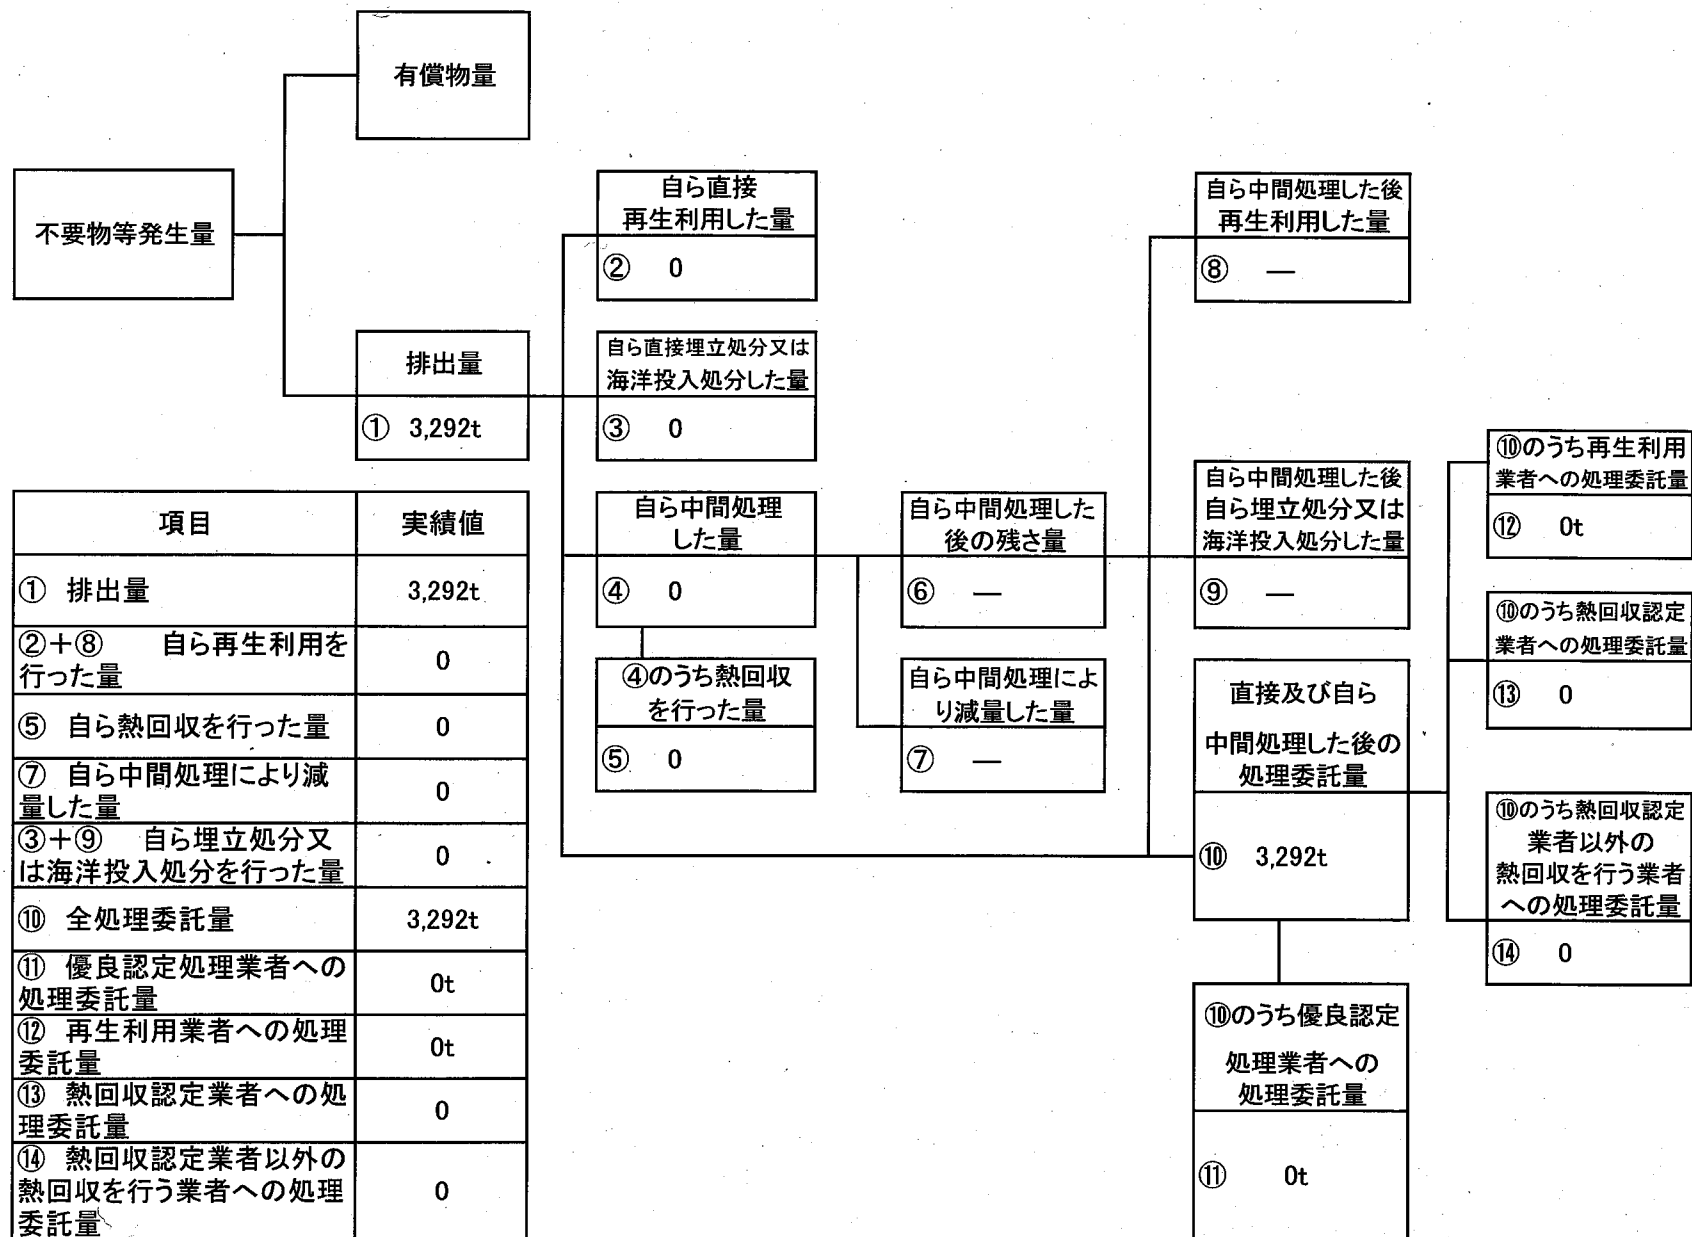 有償物量
不要物等発生量
自ら直接
再生利用した量
② 0
自ら中間処理した後
再生利用した量
⑧ —
排出量
① 3,292t
自ら直接埋立処分又は
海洋投入処分した量
③ 0
自ら中間処理
した量
④ 0
④のうち熱回収
を行った量
⑤ 0
自ら中間処理した
後の残さ量
⑥ —
自ら中間処理によ
り減量した量
⑦ —
自ら中間処理した後
自ら埋立処分又は
海洋投入処分した量
⑨ —
直接及び自ら
中間処理した後の
処理委託量
⑩ 3,292t
⑩のうち優良認定
処理業者への
処理委託量
⑪ 0t
⑩のうち再生利用
業者への処理委託量
⑫ 0t
⑩のうち熱回収認定
業者への処理委託量
⑬ 0
⑩のうち熱回収認定
業者以外の
熱回収を行う業者
への処理委託量
⑭ 0
項目 実績値
① 排出量 3,292t
②+⑧ 自ら再生利用を
行った量 0
⑤ 自ら熱回収を行った量 0
⑦ 自ら中間処理により減
量した量 0
③+⑨ 自ら埋立処分又
は海洋投入処分を行った量 0
⑩ 全処理委託量 3,292t
⑪ 優良認定処理業者への
処理委託量 0t
⑫ 再生利用業者への処理
委託量 0t
⑬ 熱回収認定業者への処
理委託量 0
⑭ 熱回収認定業者以外の
熱回収を行う業者への処理 0
委託量